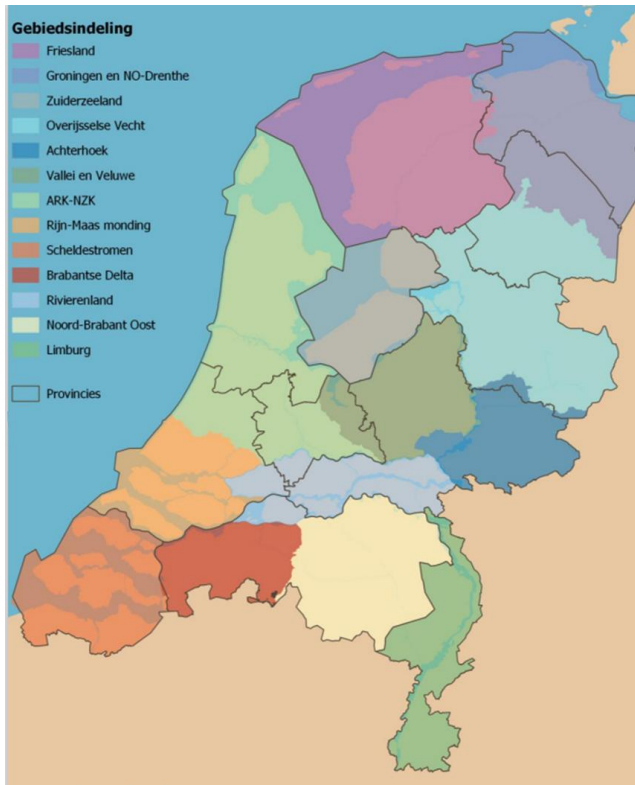 Gebiedsindeling
Friesland
Groningen en NO-Drenthe
Zuiderzeeland
Overijsselse Vecht
Achterhoek
Vallei en Veluwe
ARK-NZK
Rijn-Maas monding
Scheldestromen
Brabantse Delta
Rivierenland
Noord-Brabant Oost
Limburg
Provincies